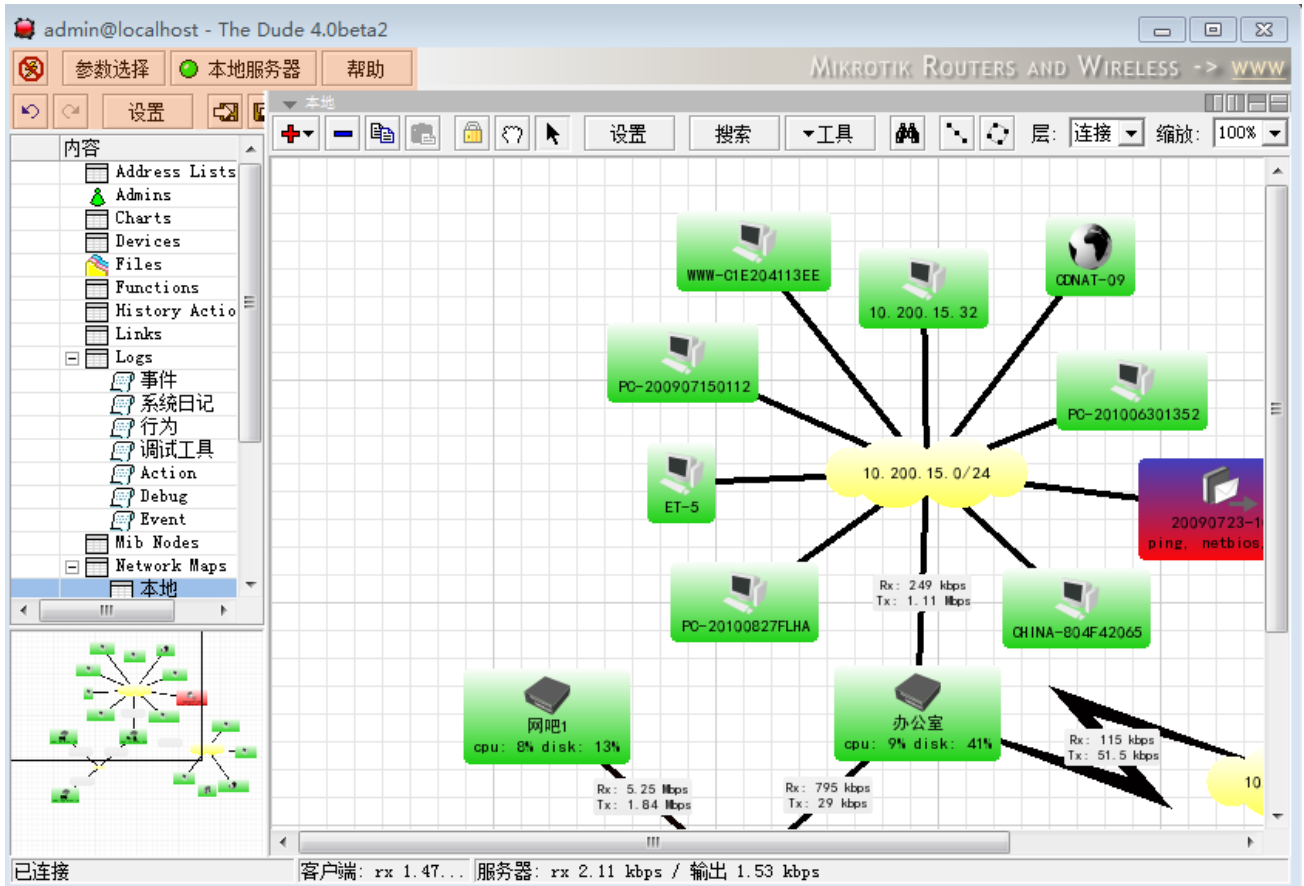 admin@localhost - The Dude 4.0beta2
参数选择 本地服务器 帮助
MIKROTIK ROUTERS AND WIRELESS -> WWW
设置
本地
设置 搜索 工具 层: 连接 缩放: 100%
内容
Address Lists
Admins
Charts
Devices
Files
Functions
History Actio
Links
Logs
事件
系统日记
行为
调试工具
Action
Debug
Event
Mib Nodes
Network Maps
本地
WWW-C1E204113EE
10.200.15.32
CDNAT-09
PC-200907150112
PC-201006301352
10.200.15.0/24
ET-5
20090723-1
ping, netbios,
PC-20100827FLHA
Rx: 249 kbps
Tx: 1.11 Mbps
CHINA-804F42065
网吧1
cpu: 8% disk: 13%
办公室
cpu: 9% disk: 41%
Rx: 115 kbps
Tx: 51.5 kbps
10
Rx: 5.25 Mbps
Tx: 1.84 Mbps
Rx: 795 kbps
Tx: 29 kbps
已连接 客户端: rx 1.47... 服务器: rx 2.11 kbps / 输出 1.53 kbps